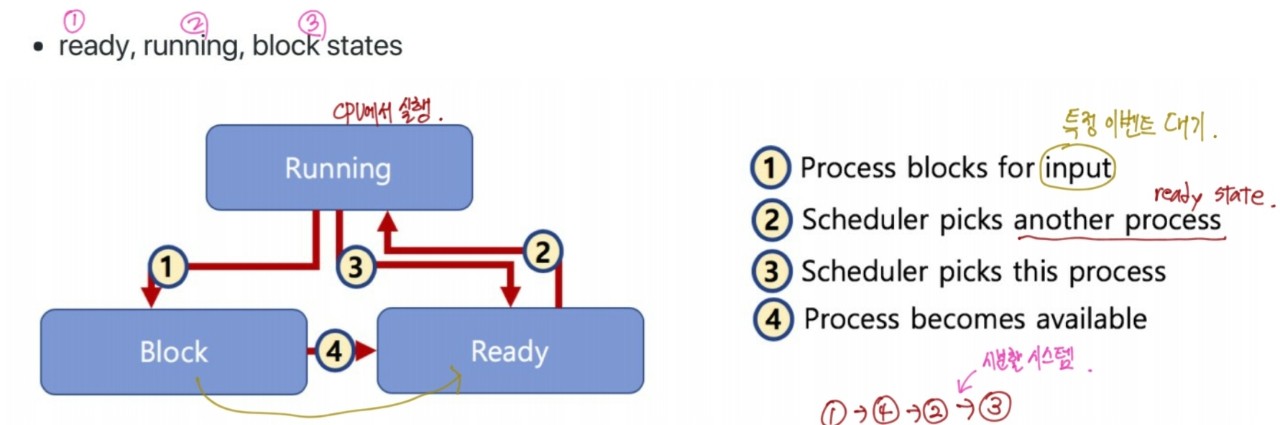 ① ② ③
• ready, running, block states
CPU에서 실행.
Running
1
3
2
Block
4
Ready
특정 이벤트 대기.
1 Process blocks for input
ready state.
2 Scheduler picks another process
3 Scheduler picks this process
4 Process becomes available
시분할 시스템.
① → ④ → ② → ③